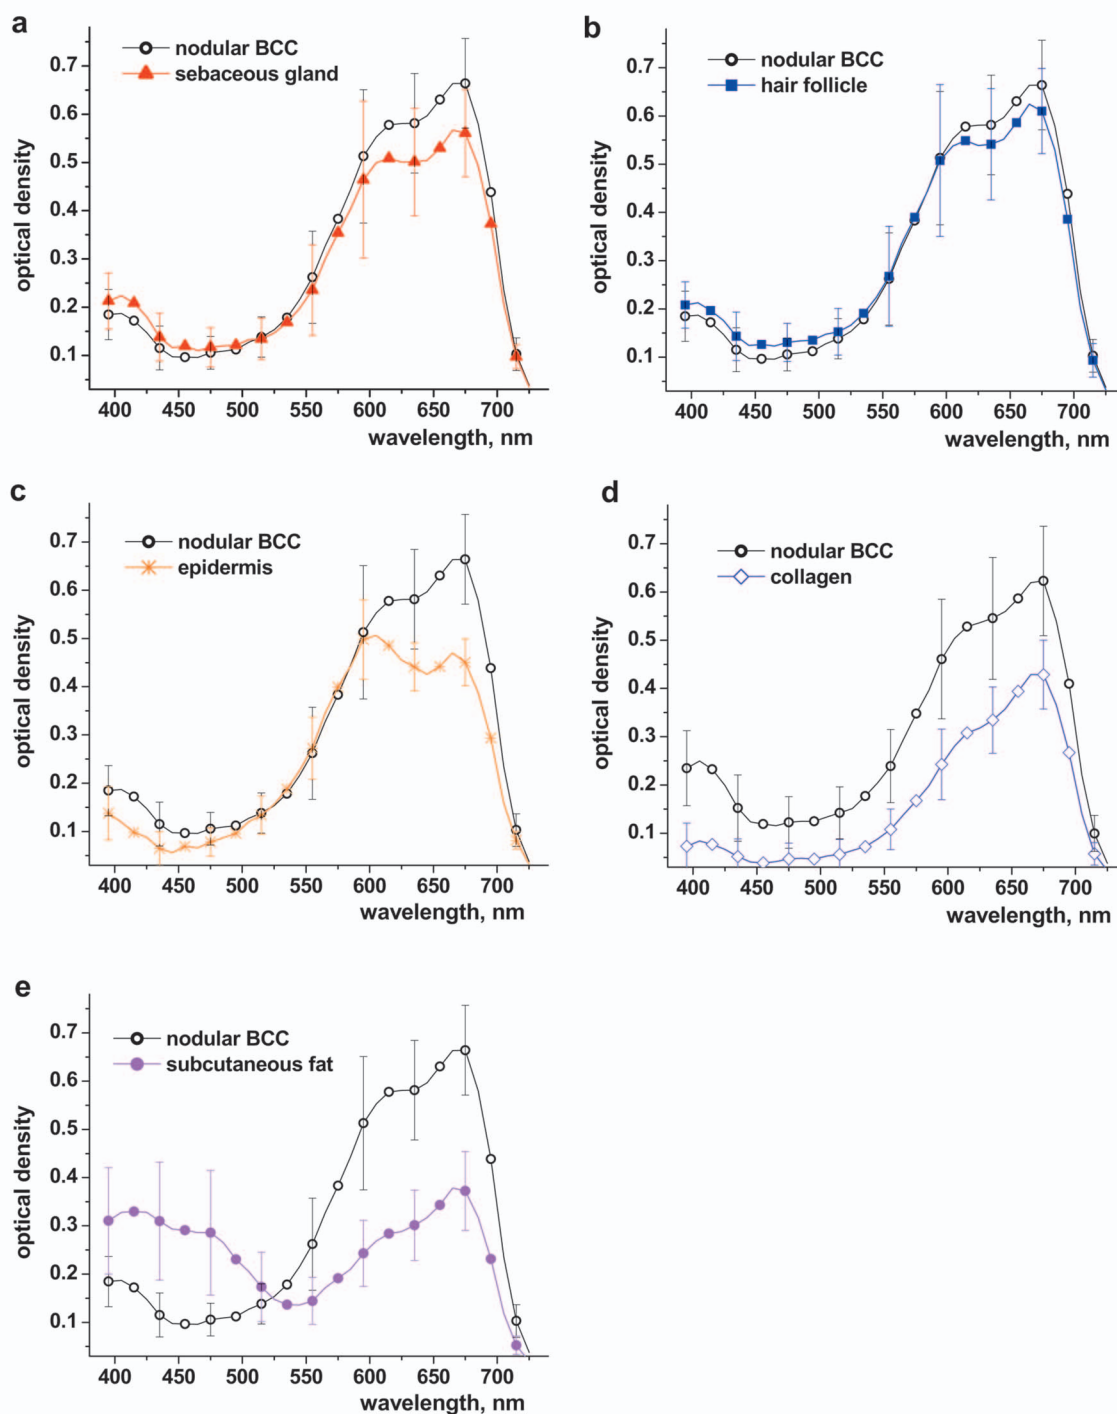 a
nodular BCC
sebaceous gland
optical density
0.7
0.6
0.5
0.4
0.3
0.2
0.1
400 450 500 550 600 650 700
wavelength, nm
b
nodular BCC
hair follicle
optical density
0.7
0.6
0.5
0.4
0.3
0.2
0.1
400 450 500 550 600 650 700
wavelength, nm
c
nodular BCC
epidermis
optical density
0.7
0.6
0.5
0.4
0.3
0.2
0.1
400 450 500 550 600 650 700
wavelength, nm
d
nodular BCC
collagen
optical density
0.7
0.6
0.5
0.4
0.3
0.2
0.1
400 450 500 550 600 650 700
wavelength, nm
e
nodular BCC
subcutaneous fat
optical density
0.7
0.6
0.5
0.4
0.3
0.2
0.1
400 450 500 550 600 650 700
wavelength, nm